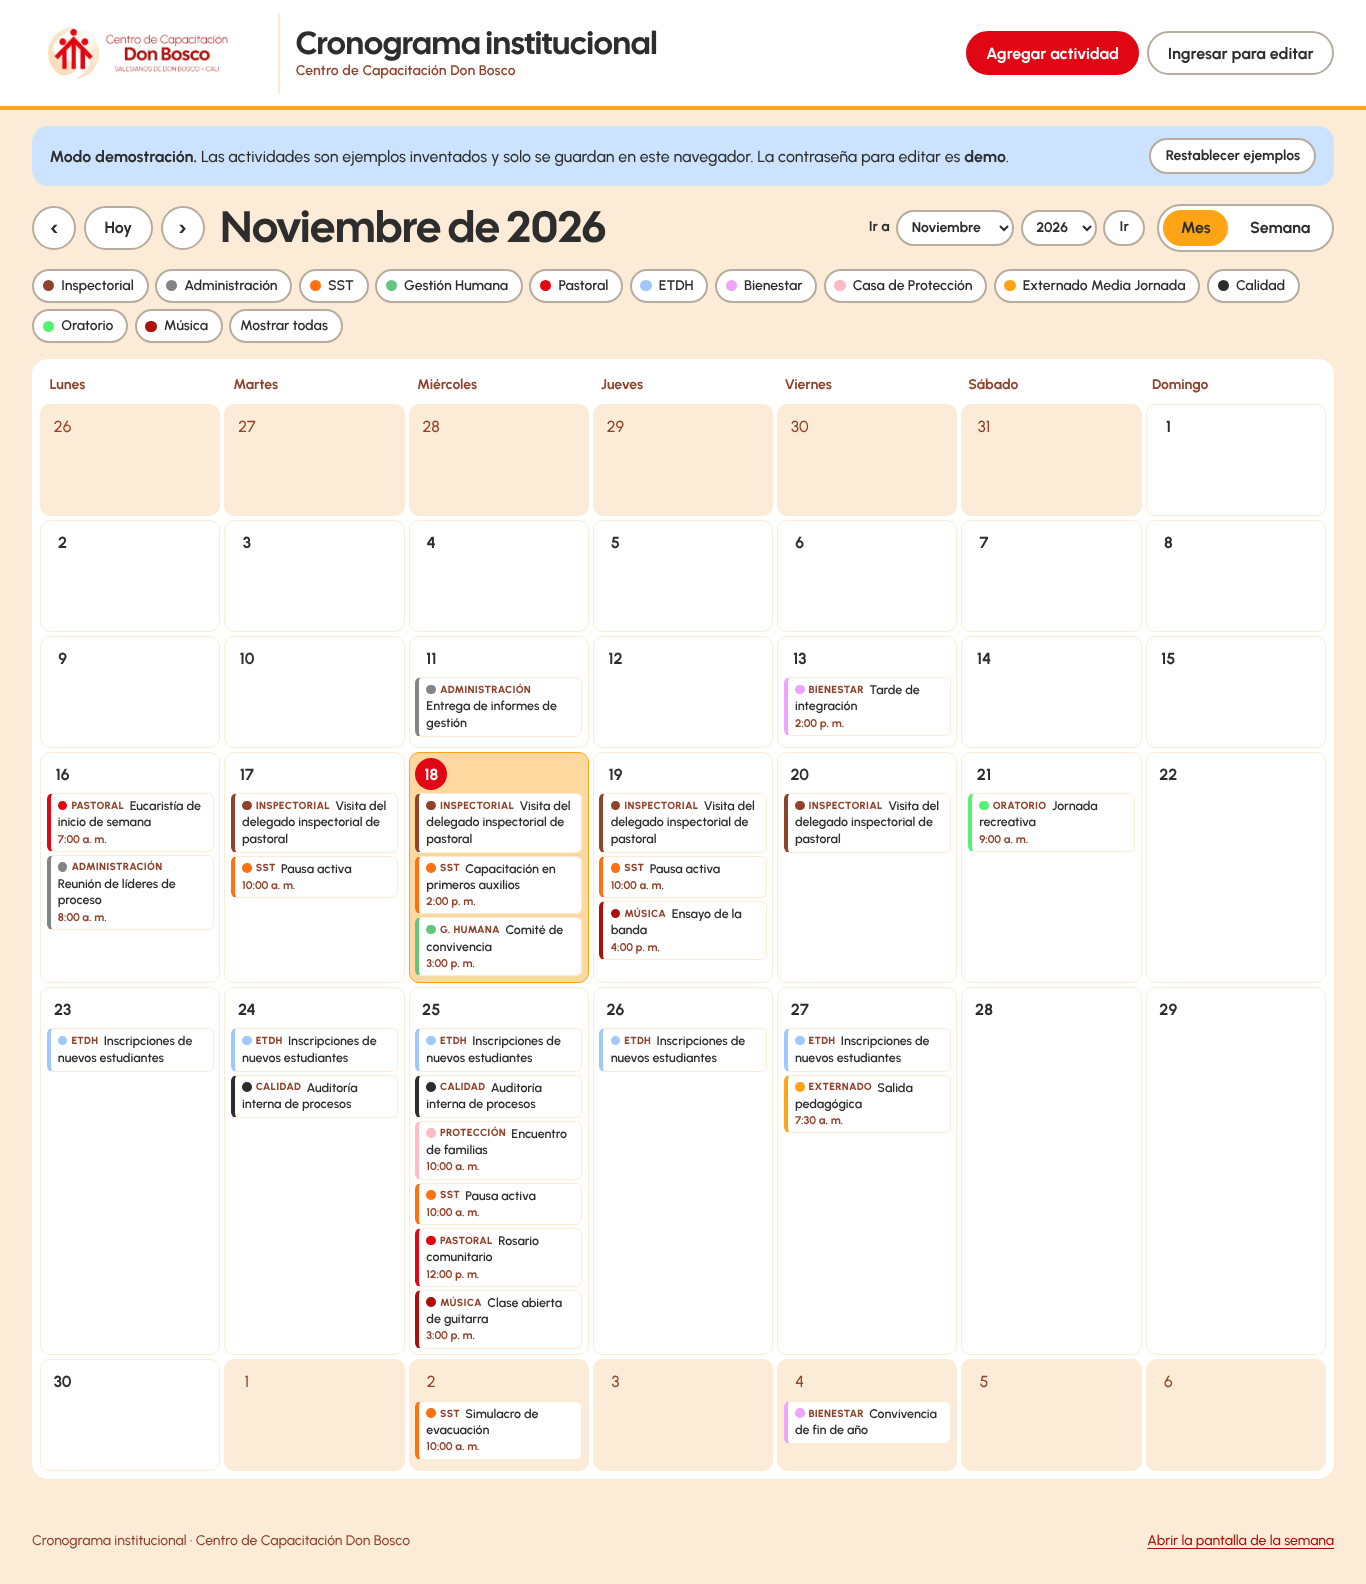 Centro de Capacitación
Don Bosco
SALESIANOS DE DON BOSCO - CALI
Cronograma institucional
Centro de Capacitación Don Bosco
Agregar actividad
Ingresar para editar
Modo demostración. Las actividades son ejemplos inventados y solo se guardan en este navegador. La contraseña para editar es demo.
Restablecer ejemplos
‹ Hoy › Noviembre de 2026
Ir a Noviembre 2026 Ir Mes Semana
Inspectorial Administración SST Gestión Humana Pastoral ETDH Bienestar Casa de Protección Externado Media Jornada Calidad
Oratorio Música Mostrar todas
Lunes Martes Miércoles Jueves Viernes Sábado Domingo
26 27 28 29 30 31 1
2 3 4 5 6 7 8
9
10
11
ADMINISTRACIÓN
Entrega de informes de
gestión
12
13
BIENESTAR Tarde de
integración
2:00 p. m.
14
15
16
PASTORAL Eucaristía de
inicio de semana
7:00 a. m.
ADMINISTRACIÓN
Reunión de líderes de
proceso
8:00 a. m.
17
INSPECTORIAL Visita del
delegado inspectorial de
pastoral
SST Pausa activa
10:00 a. m.
18
INSPECTORIAL Visita del
delegado inspectorial de
pastoral
SST Capacitación en
primeros auxilios
2:00 p. m.
G. HUMANA Comité de
convivencia
3:00 p. m.
19
INSPECTORIAL Visita del
delegado inspectorial de
pastoral
SST Pausa activa
10:00 a. m.
MÚSICA Ensayo de la
banda
4:00 p. m.
20
INSPECTORIAL Visita del
delegado inspectorial de
pastoral
21
ORATORIO Jornada
recreativa
9:00 a. m.
22
23
ETDH Inscripciones de
nuevos estudiantes
24
ETDH Inscripciones de
nuevos estudiantes
CALIDAD Auditoría
interna de procesos
25
ETDH Inscripciones de
nuevos estudiantes
CALIDAD Auditoría
interna de procesos
PROTECCIÓN Encuentro
de familias
10:00 a. m.
SST Pausa activa
10:00 a. m.
PASTORAL Rosario
comunitario
12:00 p. m.
MÚSICA Clase abierta
de guitarra
3:00 p. m.
26
ETDH Inscripciones de
nuevos estudiantes
27
ETDH Inscripciones de
nuevos estudiantes
EXTERNADO Salida
pedagógica
7:30 a. m.
28
29
30
1
2
SST Simulacro de
evacuación
10:00 a. m.
3
4
BIENESTAR Convivencia
de fin de año
5
6
Cronograma institucional · Centro de Capacitación Don Bosco
Abrir la pantalla de la semana